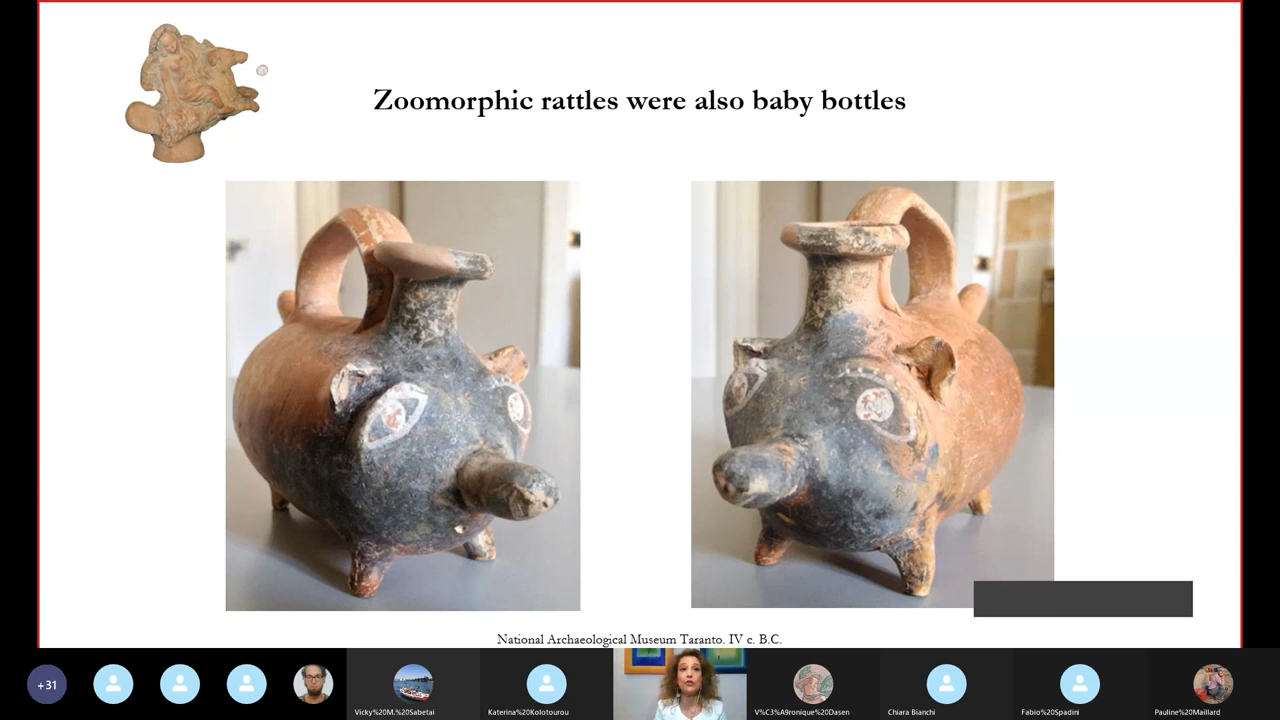 Zoomorphic rattles were also baby bottles
National Archaeological Museum Taranto. IV c. B.C.
+31
Vicky%20M.%20Sabetai
Katerina%20Kolotourou
V%C3%A9ronique%20Dasen
Chiara Bianchi
Fabio%20Spadini
Pauline%20Maillard